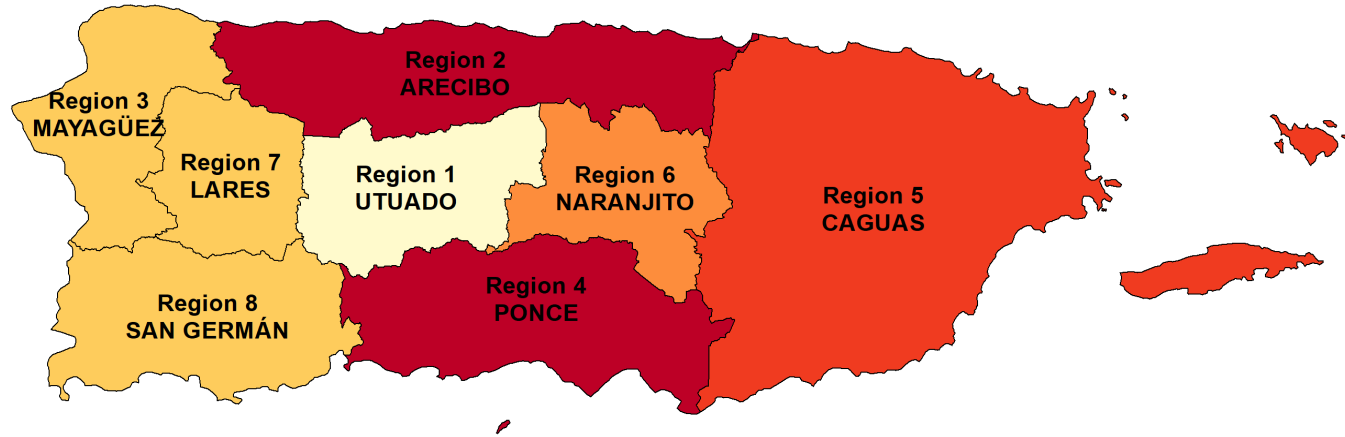 Region 2
ARECIBO
Region 3
MAYAGÜEZ
Region 7
LARES
Region 1
UTUADO
Region 6
NARANJITO
Region 5
CAGUAS
Region 4
PONCE
Region 8
SAN GERMÁN